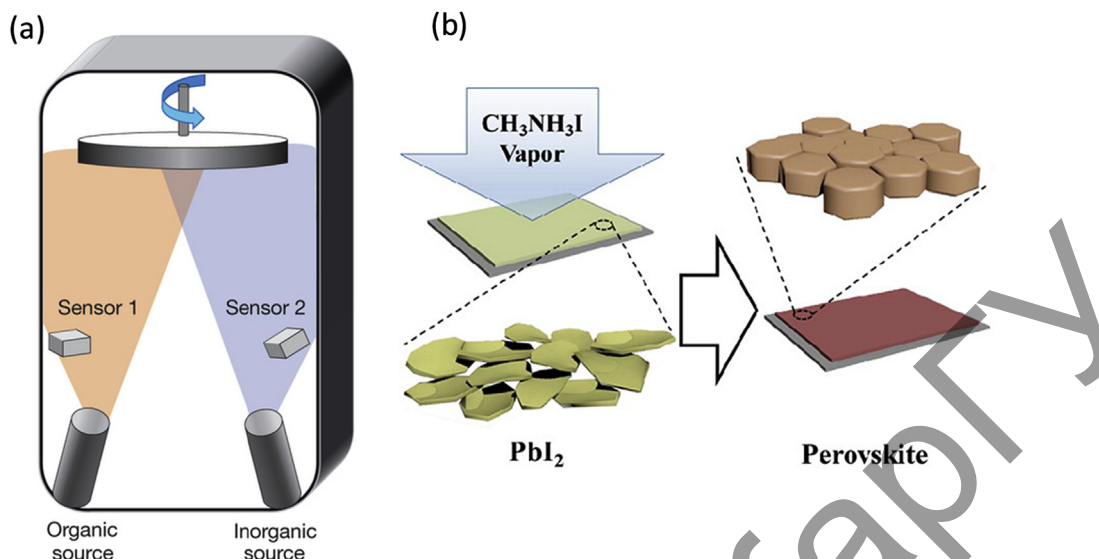 (a)
(b)
Sensor 1
Sensor 2
Organic
source
Inorganic
source
CH₃NH₃I
Vapor
PbI₂
Perovskite